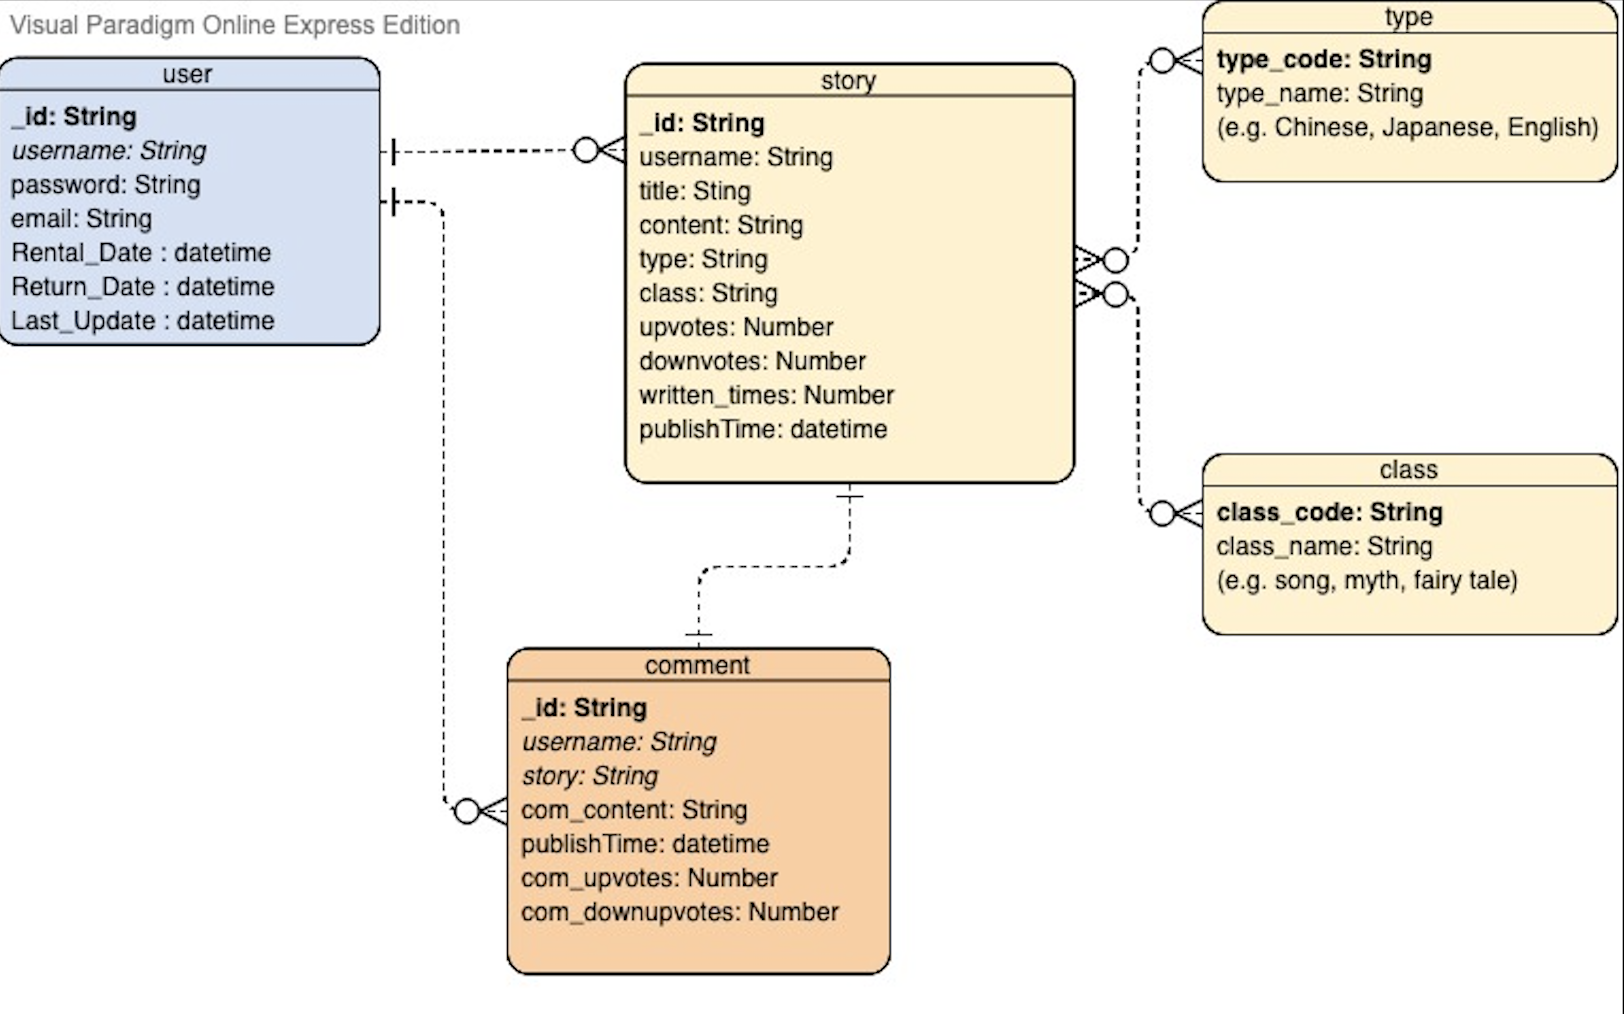 Visual Paradigm Online Express Edition
user
_id: String
username: String
password: String
email: String
Rental_Date : datetime
Return_Date : datetime
Last_Update : datetime
story
_id: String
username: String
title: Sting
content: String
type: String
class: String
upvotes: Number
downvotes: Number
written_times: Number
publishTime: datetime
type
type_code: String
type_name: String
(e.g. Chinese, Japanese, English)
class
class_code: String
class_name: String
(e.g. song, myth, fairy tale)
comment
_id: String
username: String
story: String
com_content: String
publishTime: datetime
com_upvotes: Number
com_downupvotes: Number